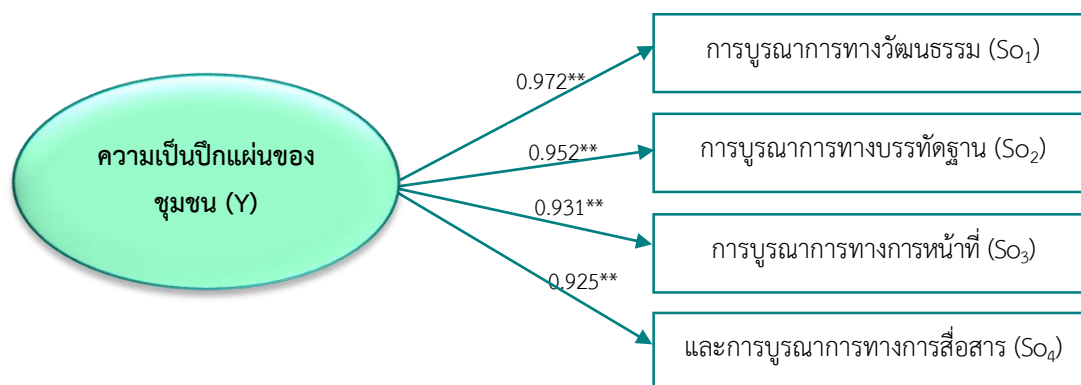 การบูรณาการทางวัฒนธรรม (So₁)
0.972**
ความเป็นปึกแผ่นของ
ชุมชน (Y)
0.952**
การบูรณาการทางบรรทัดฐาน (So₂)
0.931**
การบูรณาการทางการหน้าที่ (So₃)
0.925**
และการบูรณาการทางการสื่อสาร (So₄)